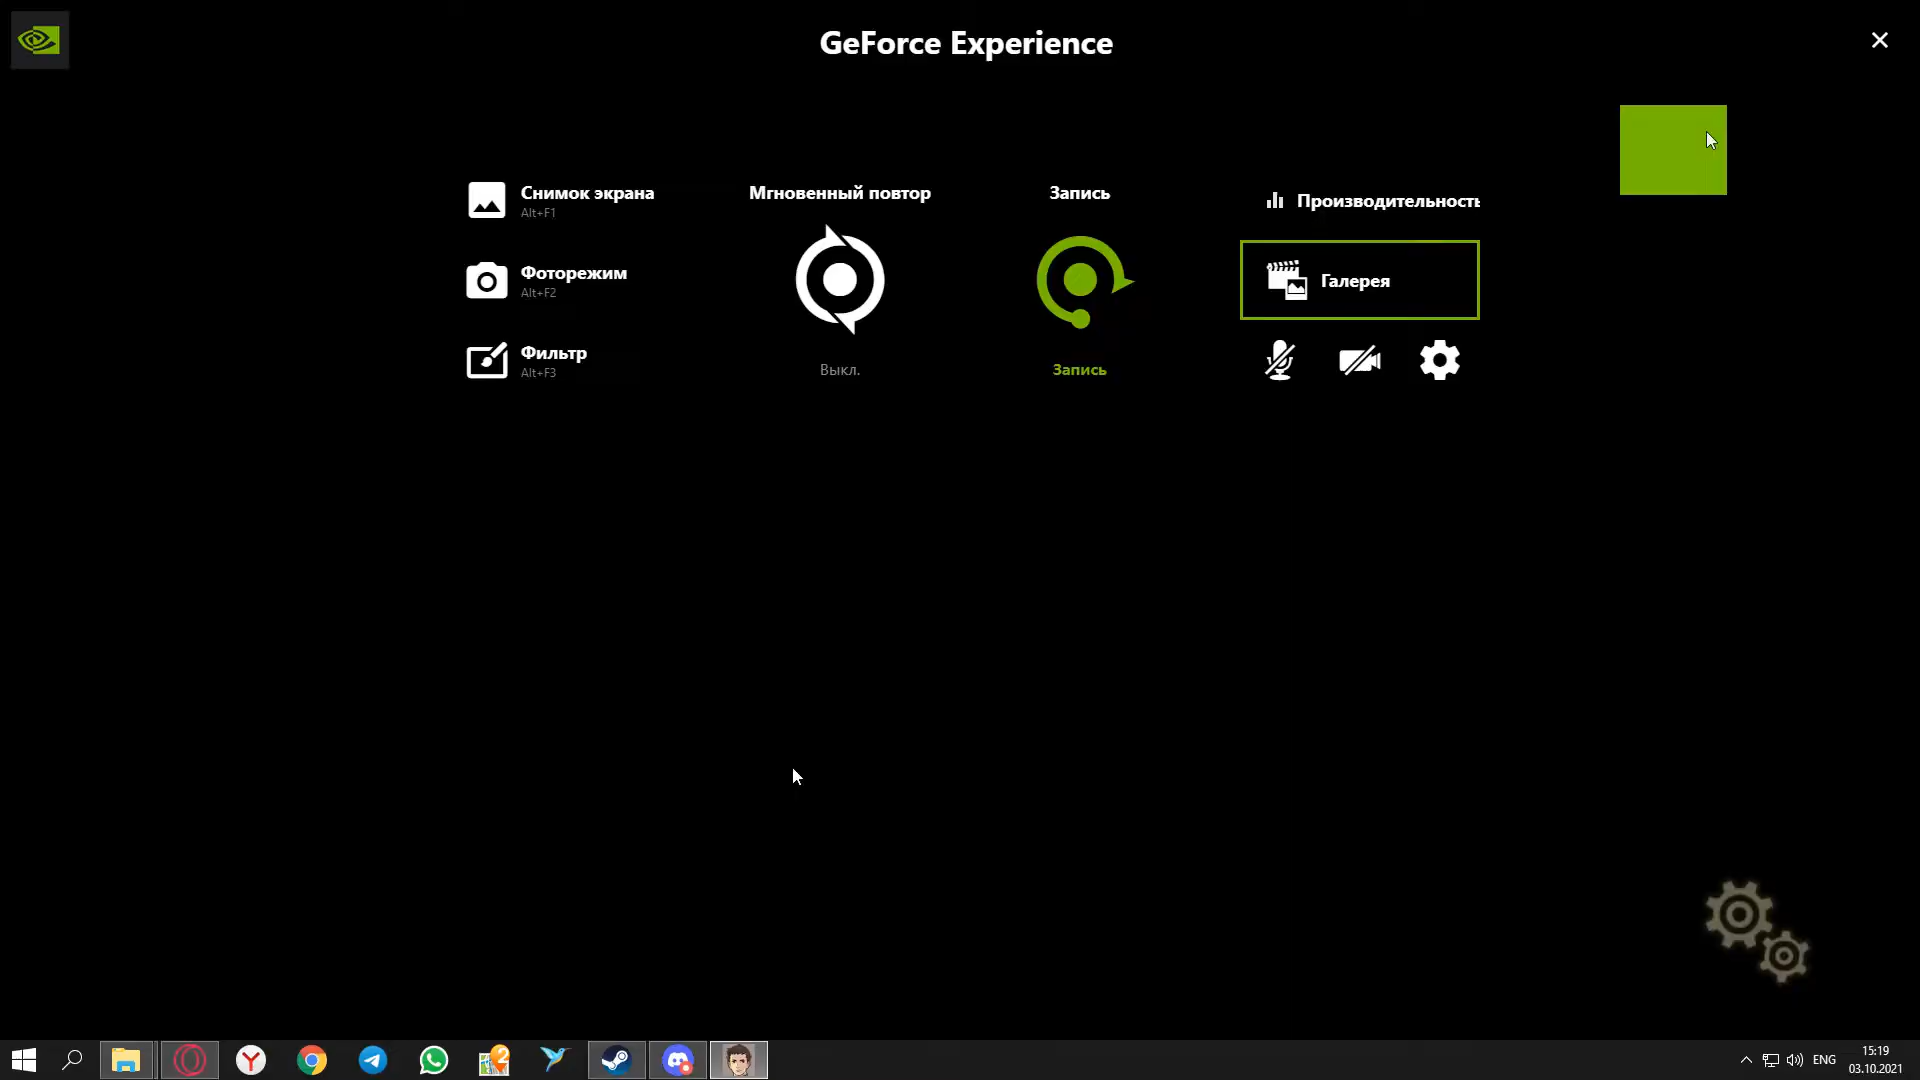 GeForce Experience
Снимок экрана
Alt+F1
Фоторежим
Alt+F2
Фильтр
Alt+F3
Мгновенный повтор
Выкл.
Запись
Запись
Производительность
Галерея
ENG
15:19
03.10.2021